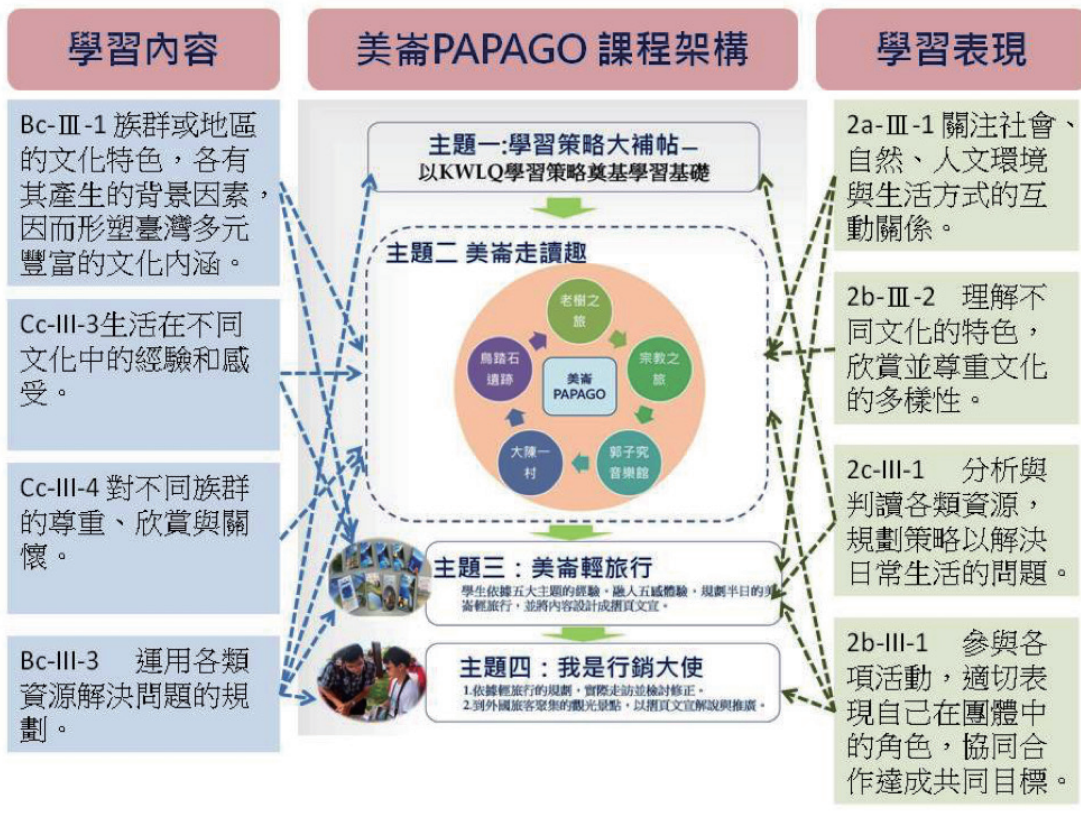 學習內容
美崙PAPAGO 課程架構
學習表現
Bc-Ⅲ-1 族群或地區
的文化特色，各有
其產生的背景因素，
因而形塑臺灣多元
豐富的文化內涵。
Cc-III-3生活在不同
文化中的經驗和感
受。
Cc-III-4 對不同族群
的尊重、欣賞與關
懷。
Bc-III-3 運用各類
資源解決問題的規
劃。
主題一:學習策略大補帖—
以KWLQ學習策略奠基學習基礎
主題二 美崙走讀趣
老樹之
旅
宗教之
旅
郭子究
音樂館
大陳一
村
鳥踏石
遺跡
美崙
PAPAGO
主題三：美崙輕旅行
學生依據五大主題的經驗，融入五感體驗，規劃半日的美
崙輕旅行，並將內容設計成摺頁文宣。
主題四：我是行銷大使
1.依據輕旅行的規劃，實際走訪並檢討修正。
2.到外國旅客聚集的觀光景點，以摺頁文宣解說與推廣。
2a-Ⅲ-1 關注社會、
自然、人文環境
與生活方式的互
動關係。
2b-Ⅲ-2 理解不
同文化的特色，
欣賞並尊重文化
的多樣性。
2c-III-1 分析與
判讀各類資源，
規劃策略以解決
日常生活的問題。
2b-III-1 參與各
項活動，適切表
現自己在團體中
的角色，協同合
作達成共同目標。